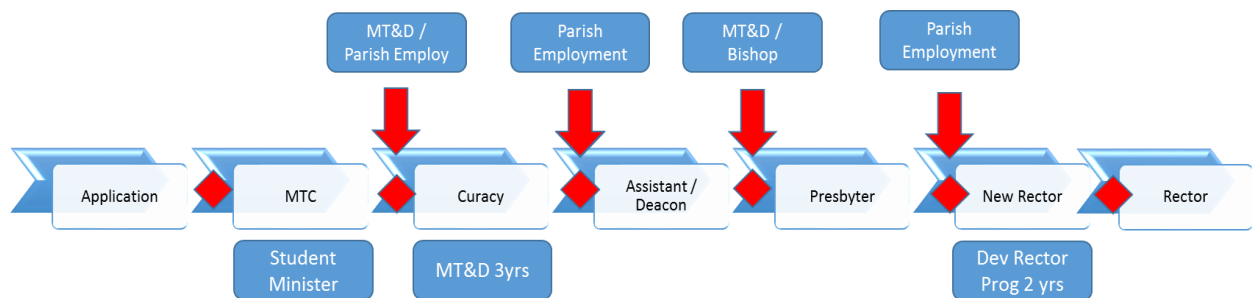 MT&D /
Parish Employ
Parish
Employment
MT&D /
Bishop
Parish
Employment
Application
MTC
Curacy
Assistant /
Deacon
Presbyter
New Rector
Rector
Student
Minister
MT&D 3yrs
Dev Rector
Prog 2 yrs